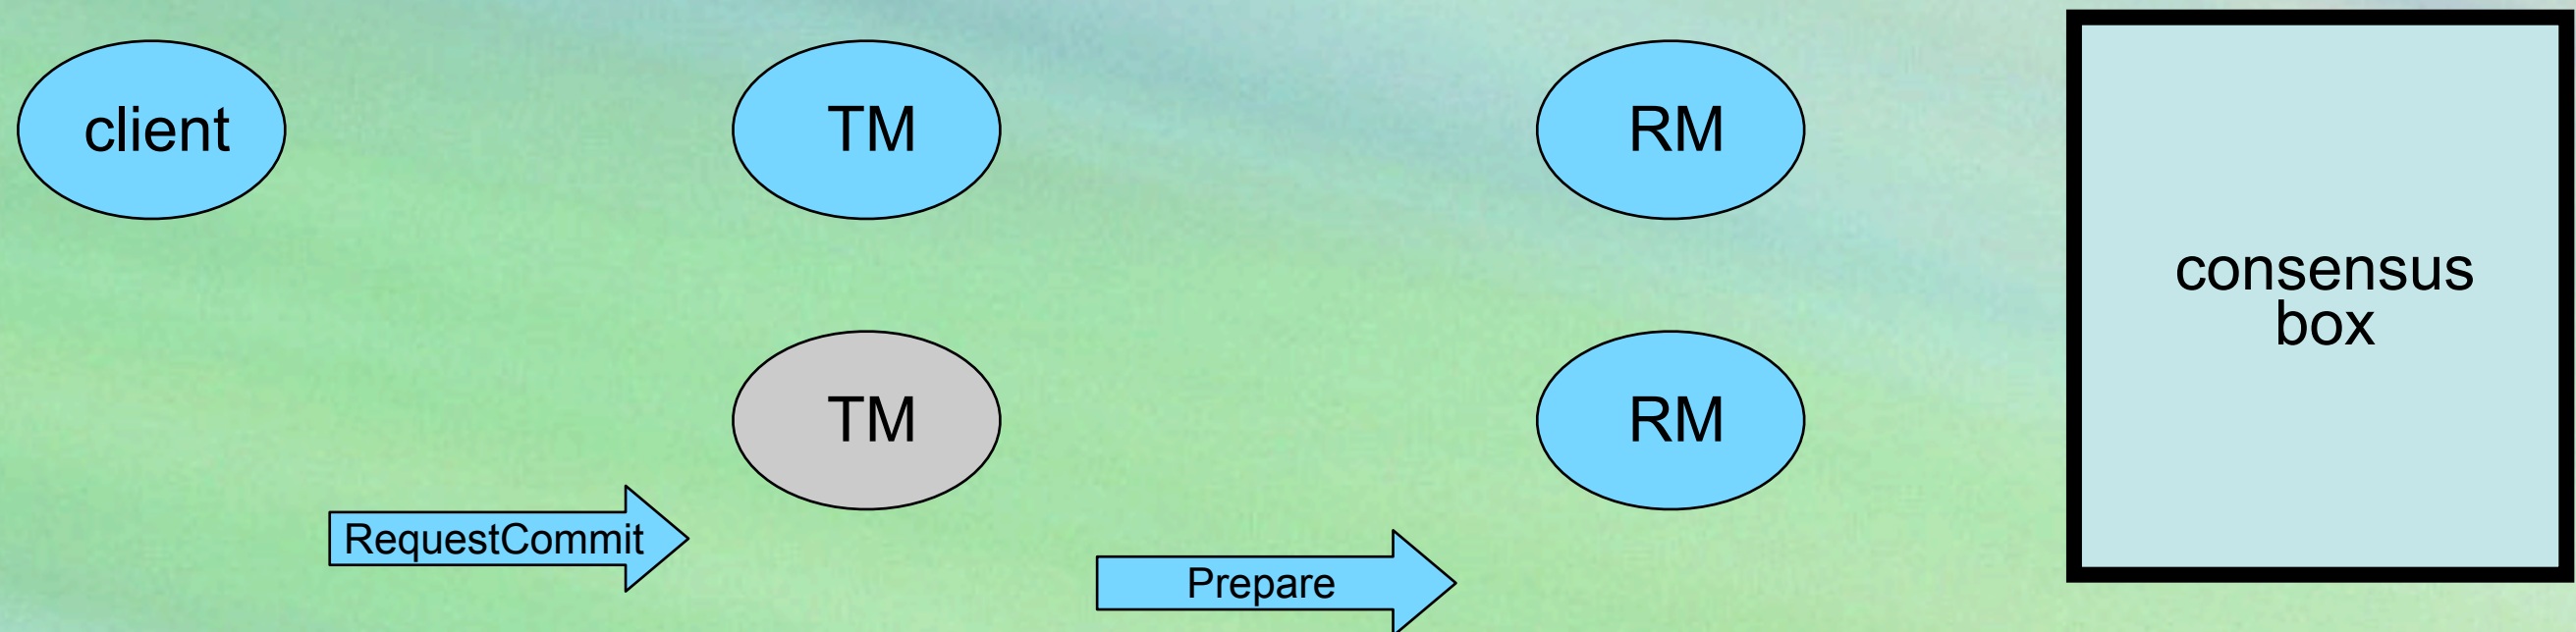 client
TM
RM
consensus
box
TM
RM
RequestCommit
Prepare